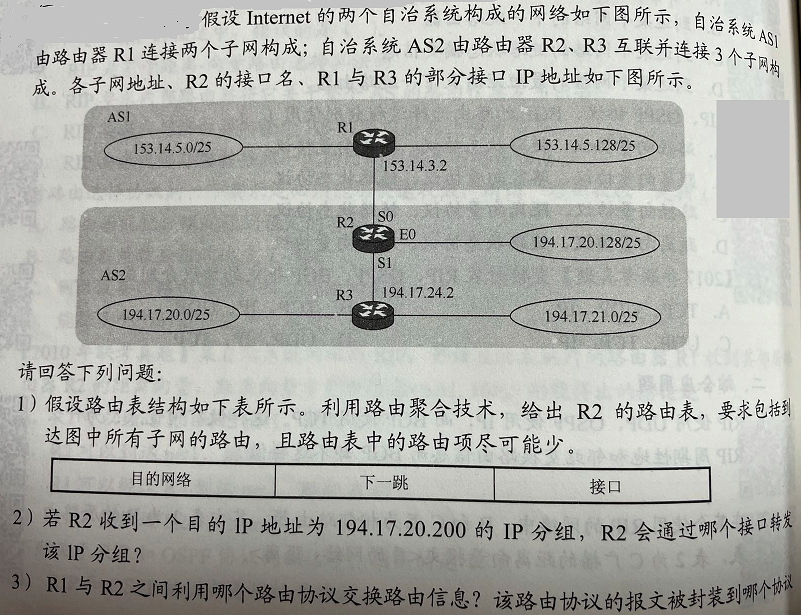 假设 Internet 的两个自治系统构成的网络如下图所示，自治系统 AS1
由路由器 R1 连接两个子网构成；自治系统 AS2 由路由器 R2、R3 互联并连接 3 个子网构
成。各子网地址、R2 的接口名、R1 与 R3 的部分接口 IP 地址如下图所示。
AS1
R1
153.14.5.0/25
153.14.5.128/25
153.14.3.2
R2
S0
E0
194.17.20.128/25
S1
AS2
R3
194.17.24.2
194.17.20.0/25
194.17.21.0/25
请回答下列问题：
1）假设路由表结构如下表所示。利用路由聚合技术，给出 R2 的路由表，要求包括到
达图中所有子网的路由，且路由表中的路由项尽可能少。
目的网络 下一跳 接口
2）若 R2 收到一个目的 IP 地址为 194.17.20.200 的 IP 分组，R2 会通过哪个接口转发
该 IP 分组？
3）R1 与 R2 之间利用哪个路由协议交换路由信息？该路由协议的报文被封装到哪个协议